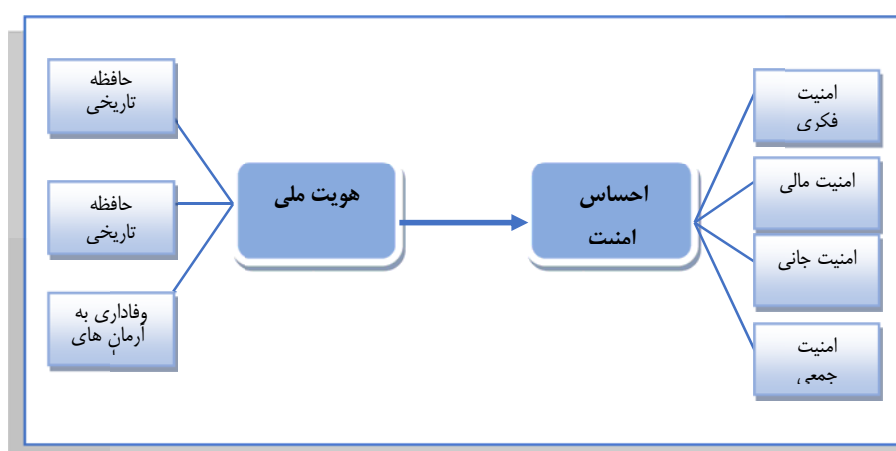 حافظه
تاریخی
حافظه
تاریخی
وفاداری به
آرمان های
هویت ملی
احساس
امنیت
امنیت
فکری
امنیت مالی
امنیت جانی
امنیت
جمعی